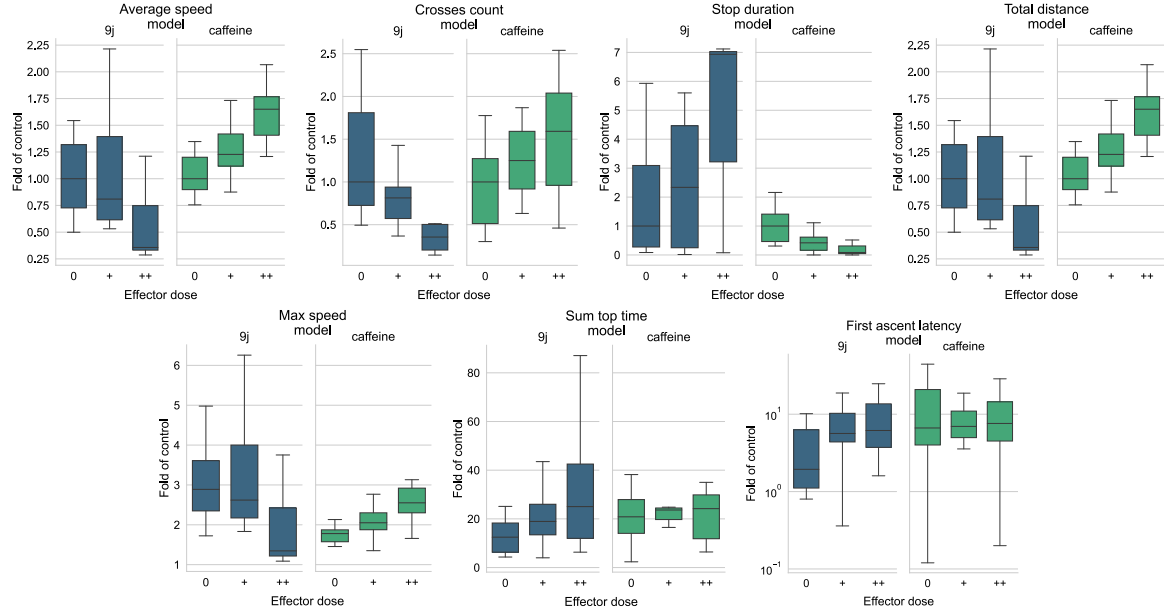 Average speed
model
9j
caffeine
Fold of control
2.25
2.00
1.75
1.50
1.25
1.00
0.75
0.50
0.25
0
+
++
0
+
++
Effector dose
Crosses count
model
9j
caffeine
Fold of control
2.5
2.0
1.5
1.0
0.5
0
+
++
0
+
++
Effector dose
Stop duration
model
9j
caffeine
Fold of control
7
6
5
4
3
2
1
0
0
+
++
0
+
++
Effector dose
Total distance
model
9j
caffeine
Fold of control
2.25
2.00
1.75
1.50
1.25
1.00
0.75
0.50
0.25
0
+
++
0
+
++
Effector dose
Max speed
model
9j
caffeine
Fold of control
6
5
4
3
2
1
0
+
++
0
+
++
Effector dose
Sum top time
model
9j
caffeine
Fold of control
80
60
40
20
0
0
+
++
0
+
++
Effector dose
First ascent latency
model
9j
caffeine
Fold of control
10¹
10⁰
10⁻¹
0
+
++
0
+
++
Effector dose